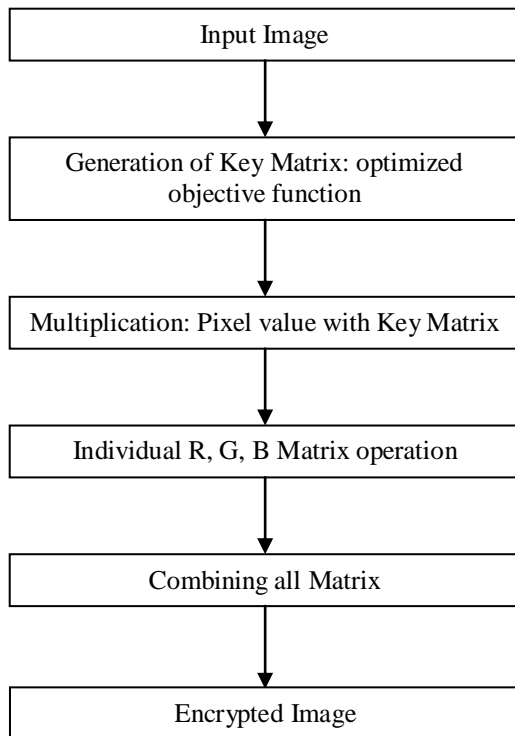 Input Image
Generation of Key Matrix: optimized
objective function
Multiplication: Pixel value with Key Matrix
Individual R, G, B Matrix operation
Combining all Matrix
Encrypted Image